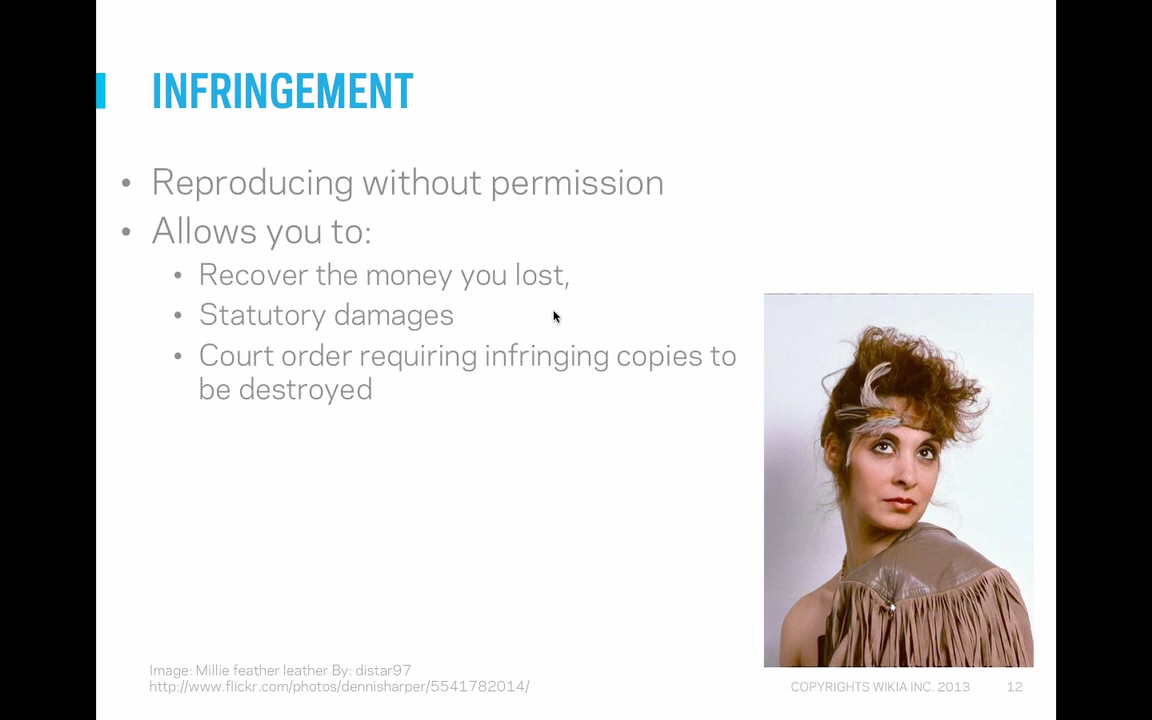 INFRINGEMENT
• Reproducing without permission
• Allows you to:
• Recover the money you lost,
• Statutory damages
• Court order requiring infringing copies to
be destroyed
Image: Millie feather leather By: distar97
http://www.flickr.com/photos/dennisharper/5541782014/
COPYRIGHTS WIKIA INC. 2013 12